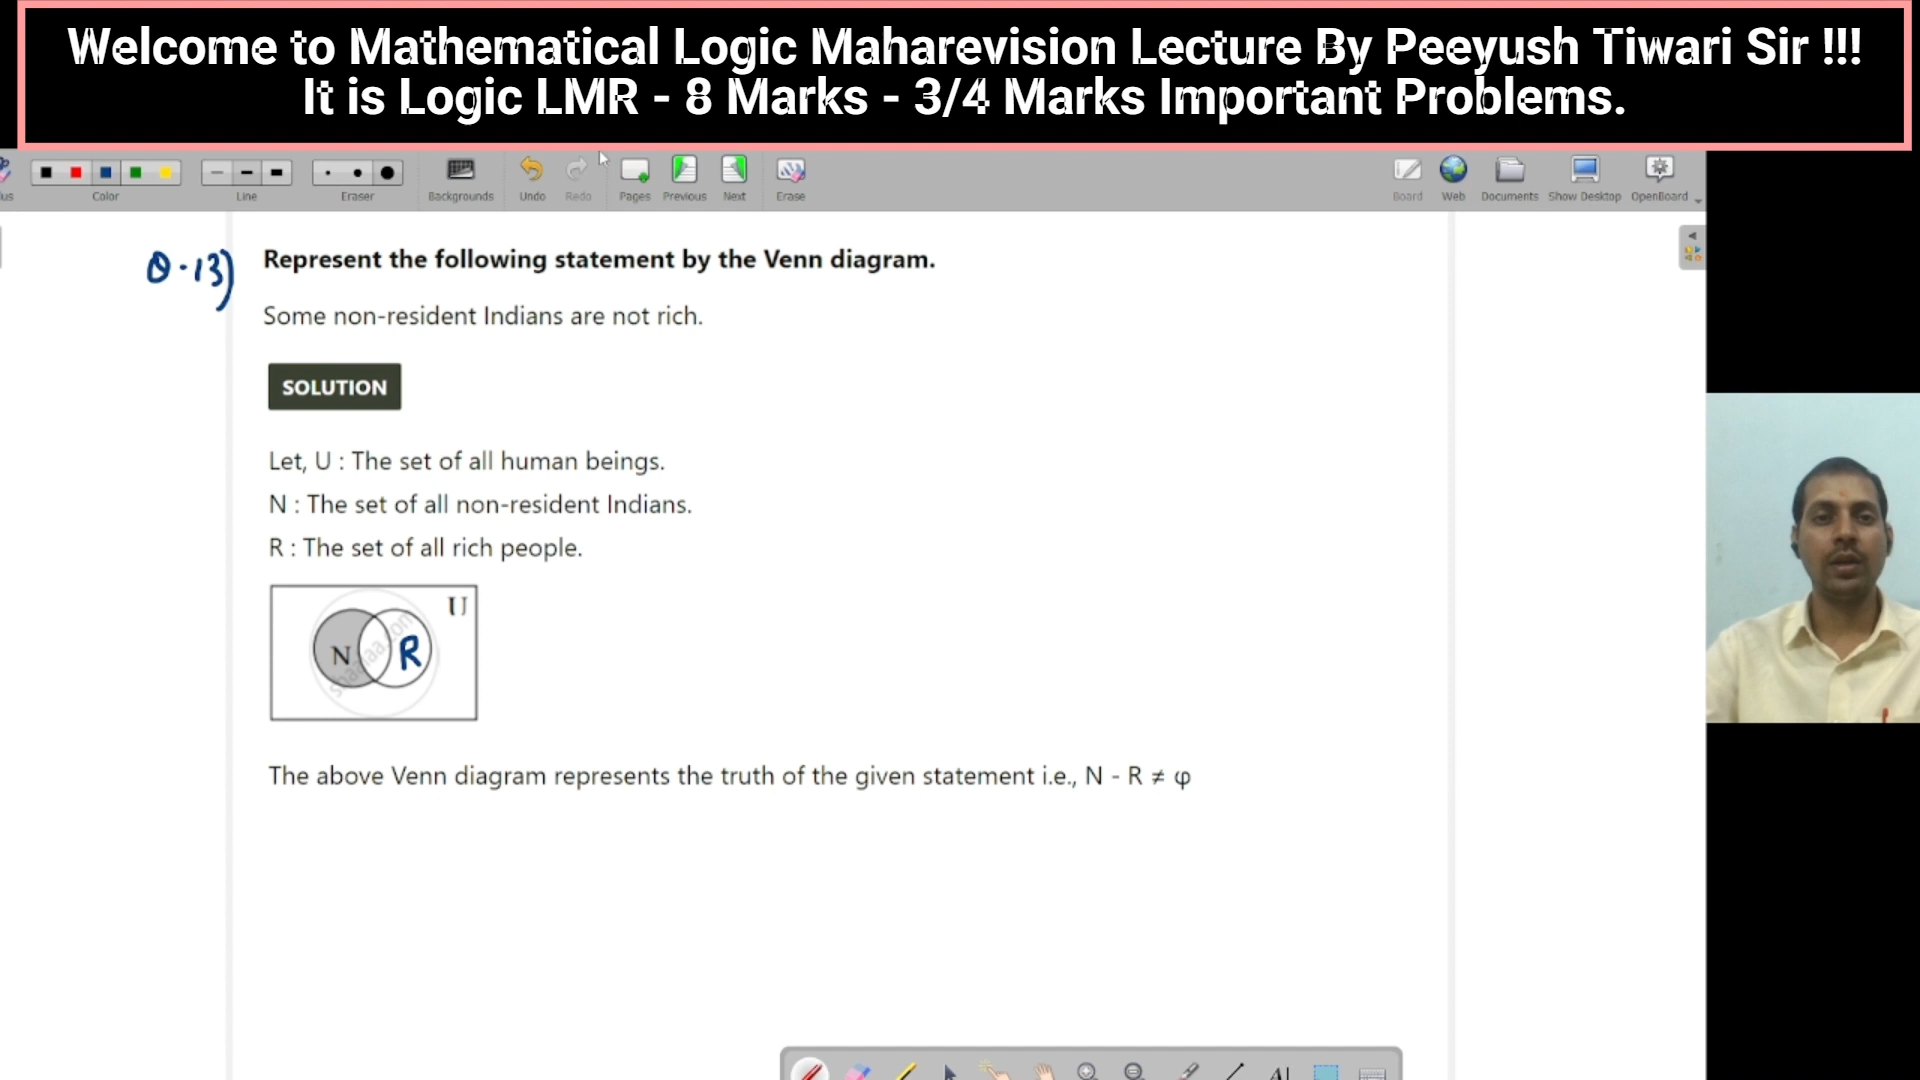 Welcome to Mathematical Logic Maharevision Lecture By Peeyush Tiwari Sir !!!
It is Logic LMR - 8 Marks - 3/4 Marks Important Problems.
Color
Line
Eraser
Backgrounds
Undo
Redo
Pages
Previous
Next
Erase
Board
Web
Documents
Show Desktop
OpenBoard
Q.13)
Represent the following statement by the Venn diagram.
Some non-resident Indians are not rich.
SOLUTION
Let, U : The set of all human beings.
N : The set of all non-resident Indians.
R : The set of all rich people.
U
N
R
The above Venn diagram represents the truth of the given statement i.e., N - R ≠ φ